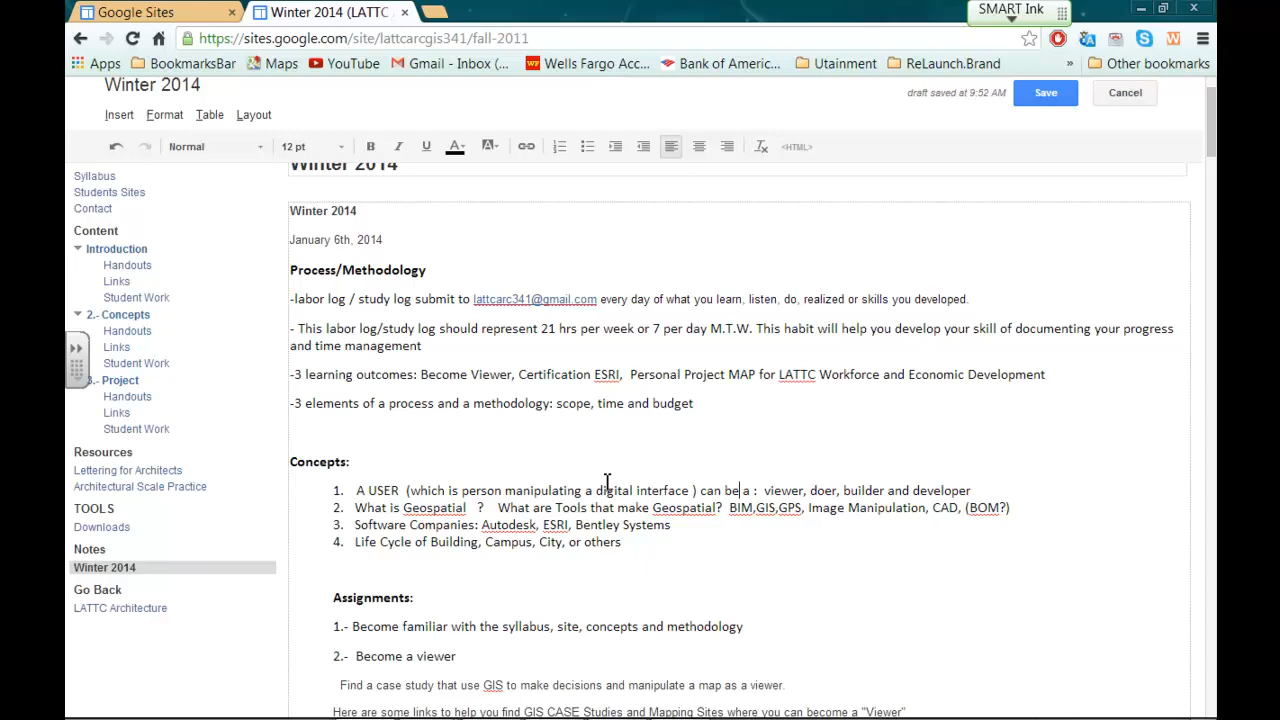 Google Sites
Winter 2014 (LATTC
SMART Ink
https://sites.google.com/site/lattcarcgis341/fall-2011
Apps BookmarksBar Maps YouTube Gmail - Inbox (... Wells Fargo Acc... Bank of Americ... Utainment ReLaunch.Brand » Other bookmarks
Winter 2014
draft saved at 9:52 AM Save Cancel
Insert Format Table Layout
Normal 12 pt B I U A A <HTML>
Winter 2014
Syllabus
Students Sites
Contact
Content
Introduction
Handouts
Links
Student Work
2.- Concepts
Handouts
Links
Student Work
3.- Project
Handouts
Links
Student Work
Resources
Lettering for Architects
Architectural Practice
TOOLS
Downloads
Notes
Winter 2014
Go Back
LATTC Architecture
Winter 2014
January 6th, 2014
Process/Methodology
-labor log / study log submit to lattcarc341@gmail.com every day of what you learn, listen, do, realized or skills you developed.
- This labor log/study log should represent 21 hrs per week or 7 per day M.T.W. This habit will help you develop your skill of documenting your progress
and time management
-3 learning outcomes: Become Viewer, Certification ESRI, Personal Project MAP for LATTC Workforce and Economic Development
-3 elements of a process and a methodology: scope, time and budget
Concepts:
1. A USER (which is person manipulating a digital interface ) can be a : viewer, doer, builder and developer
2. What is Geospatial ? What are Tools that make Geospatial? BIM,GIS,GPS, Image Manipulation, CAD, (BOM?)
3. Software Companies: Autodesk, ESRI, Bentley Systems
4. Life Cycle of Building, Campus, City, or others
Assignments:
1.- Become familiar with the syllabus, site, concepts and methodology
2.- Become a viewer
Find a case study that use GIS to make decisions and manipulate a map as a viewer.
Here are some links to help you find GIS CASE Studies and Mapping Sites where you can become a "Viewer"